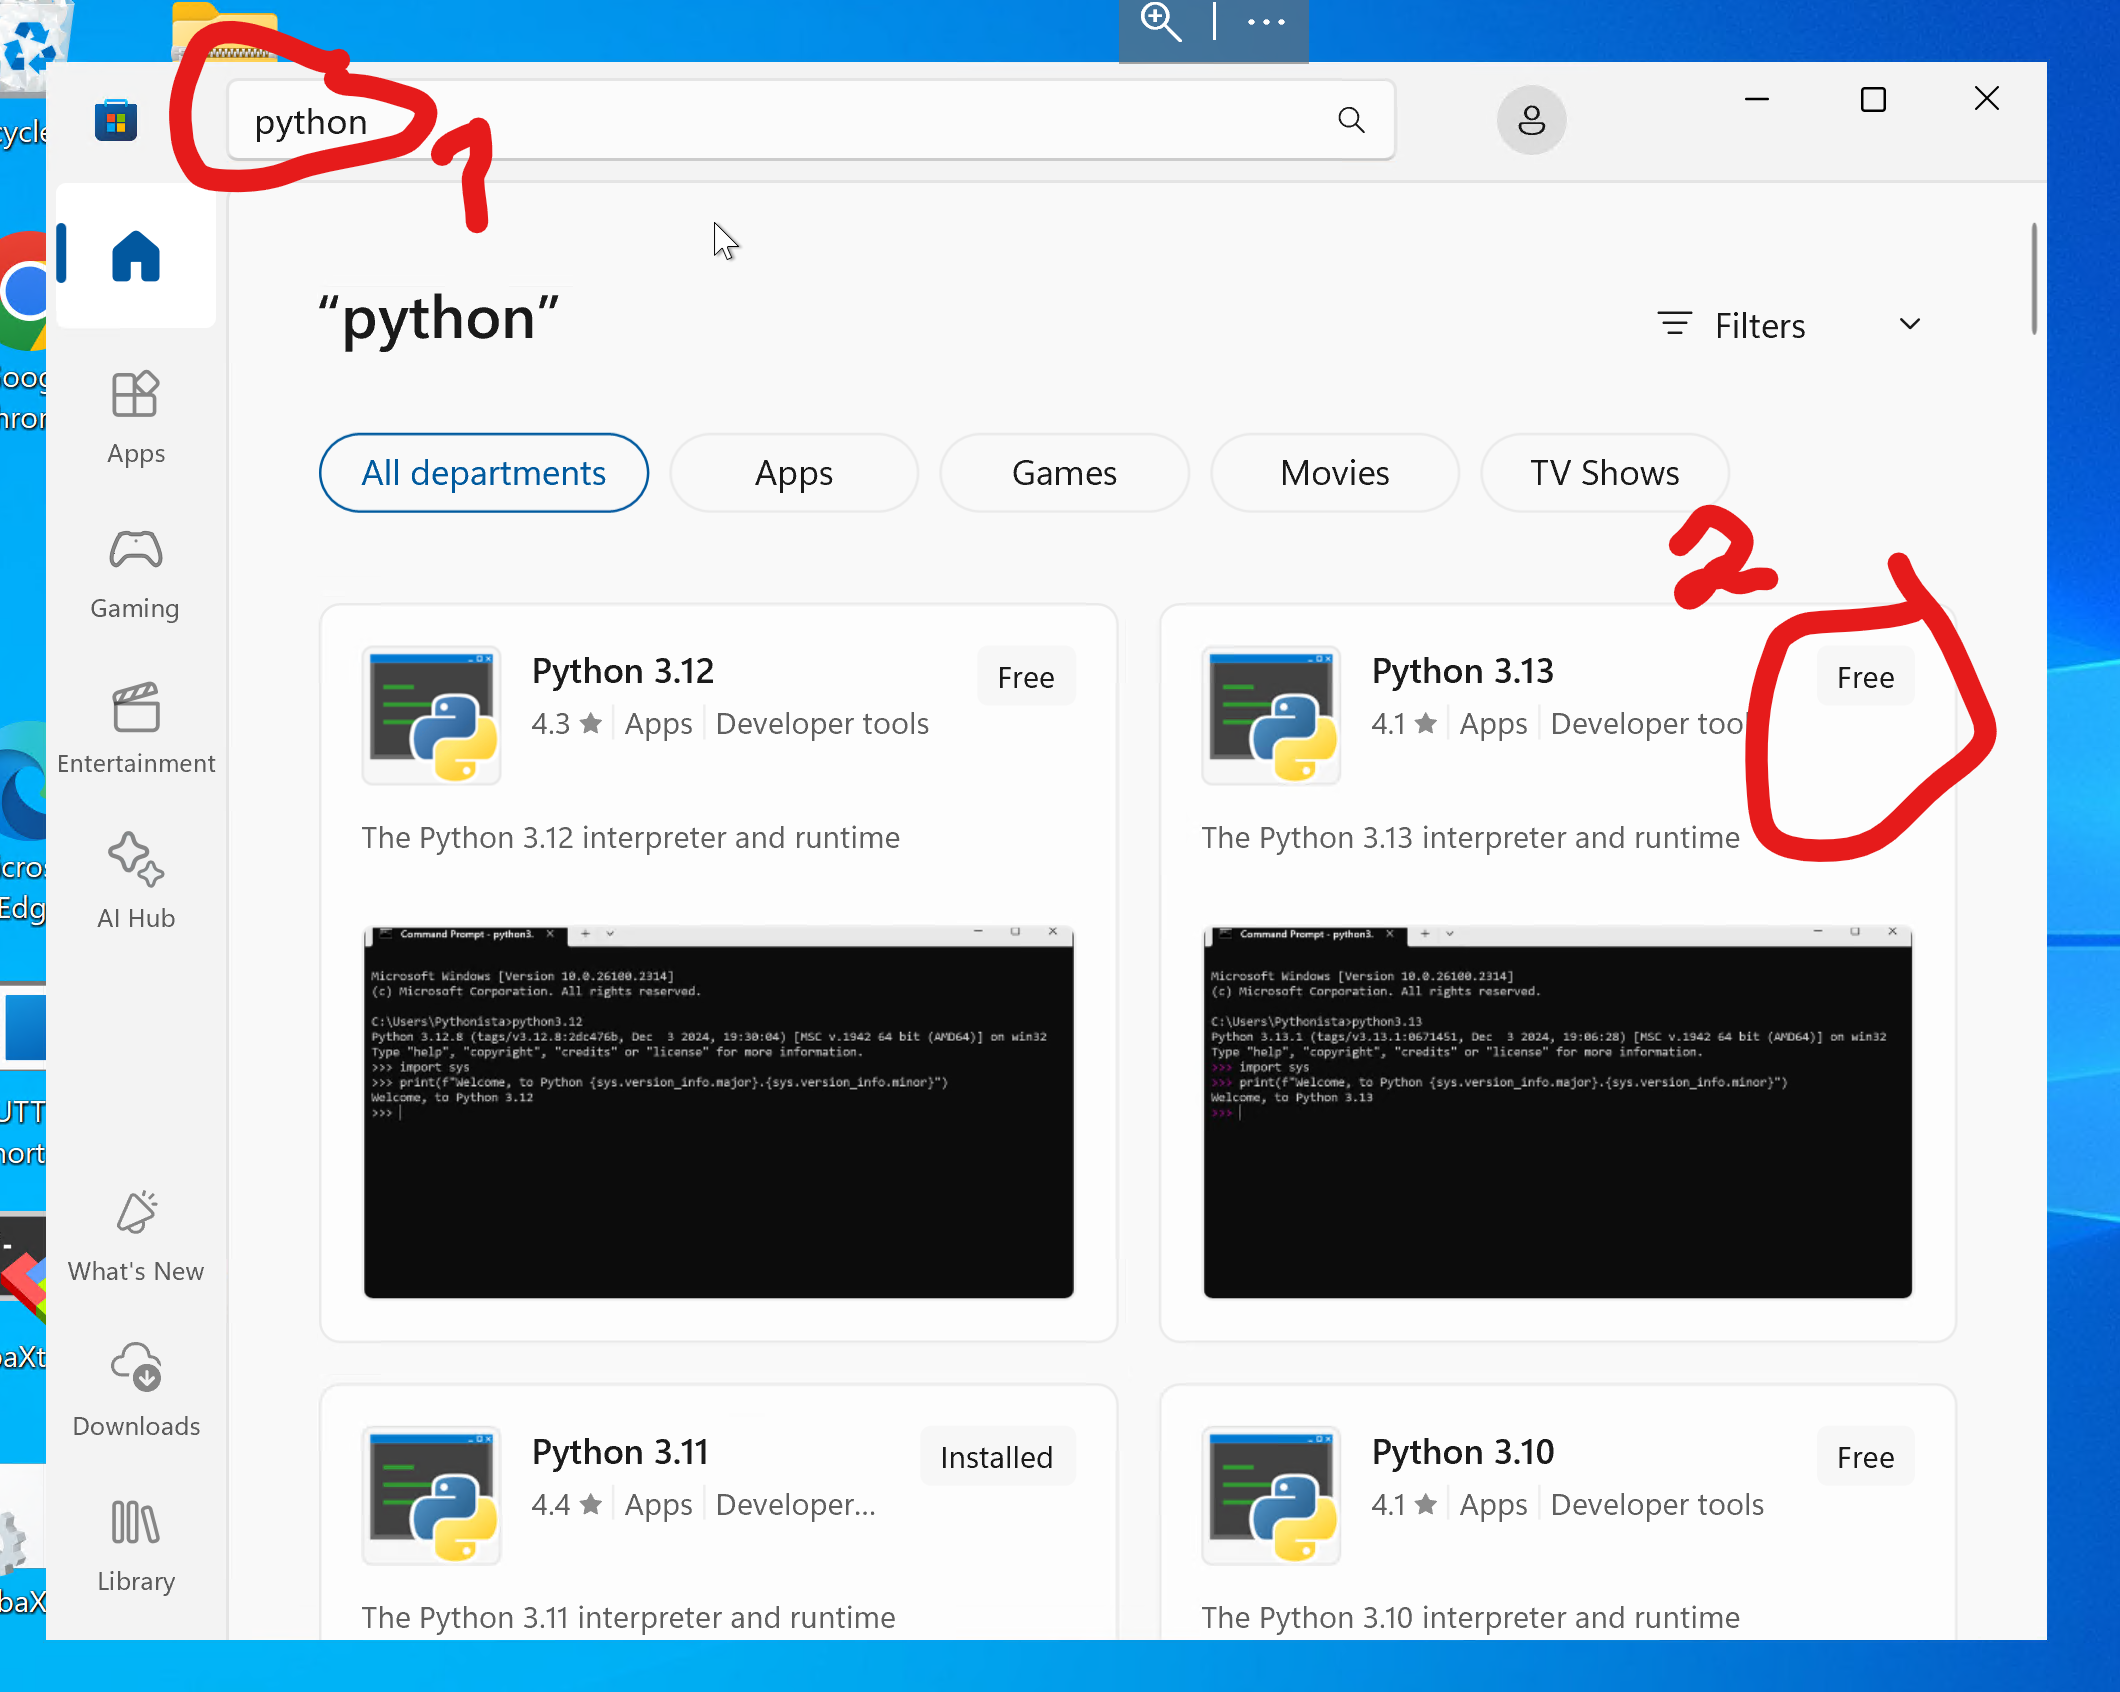 python
1
“python”
Filters
All departments
Apps
Games
Movies
TV Shows
2
Apps
Gaming
Entertainment
AI Hub
What's New
Downloads
Library
Python 3.12
Free
4.3 ★ Apps Developer tools
The Python 3.12 interpreter and runtime
Command Prompt - python3.
Microsoft Windows [Version 10.0.26100.2314]
(c) Microsoft Corporation. All rights reserved.
C:\Users\Pythonista>python3.12
Python 3.12.8 (tags/v3.12.8:2dc476b, Dec 3 2024, 19:30:04) [MSC v.1942 64 bit (AMD64)] on win32
Type "help", "copyright", "credits" or "license" for more information.
>>> import sys
>>> print(f"Welcome, to Python {sys.version_info.major}.{sys.version_info.minor}")
Welcome, to Python 3.12
>>>
Python 3.13
Free
4.1 ★ Apps Developer tool
The Python 3.13 interpreter and runtime
Command Prompt - python3.
Microsoft Windows [Version 10.0.26100.2314]
(c) Microsoft Corporation. All rights reserved.
C:\Users\Pythonista>python3.13
Python 3.13.1 (tags/v3.13.1:0671451, Dec 3 2024, 19:06:28) [MSC v.1942 64 bit (AMD64)] on win32
Type "help", "copyright", "credits" or "license" for more information.
>>> import sys
>>> print(f"Welcome, to Python {sys.version_info.major}.{sys.version_info.minor}")
Welcome, to Python 3.13
>>>
Python 3.11
Installed
4.4 ★ Apps Developer...
The Python 3.11 interpreter and runtime
Python 3.10
Free
4.1 ★ Apps Developer tools
The Python 3.10 interpreter and runtime